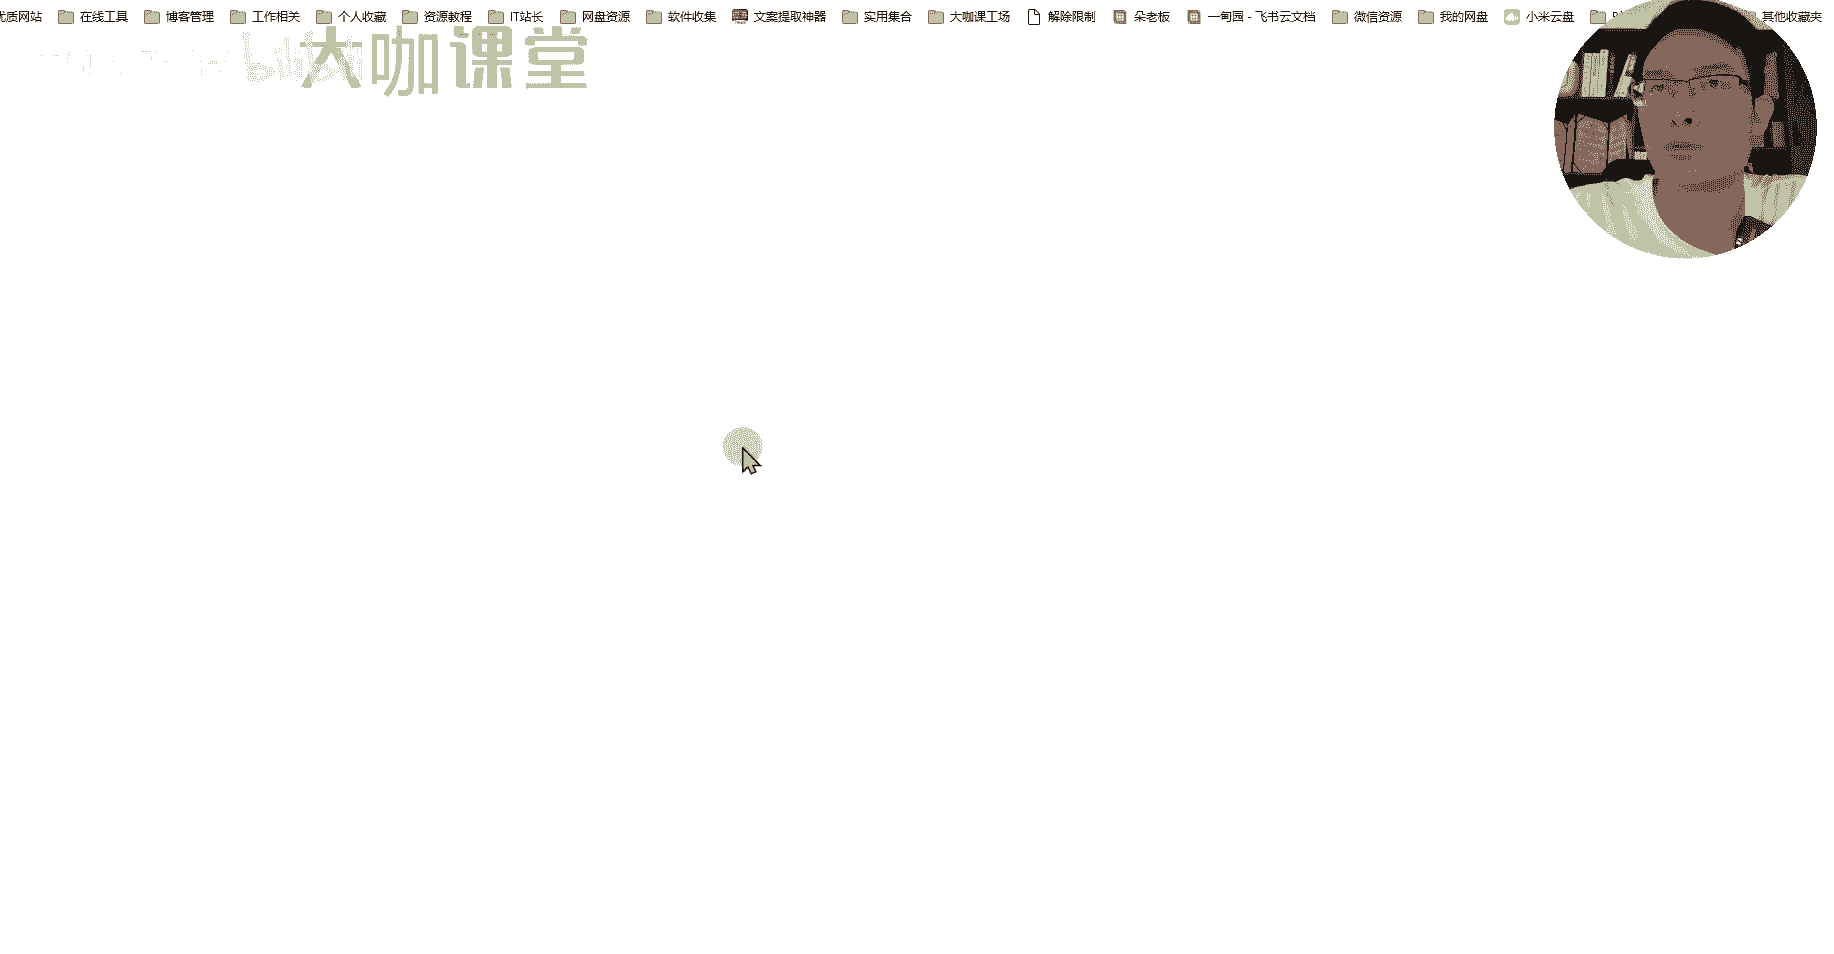 优质网站 在线工具 博客管理 工作相关 个人收藏 资源教程 IT站长 网盘资源 软件收集 文案提取神器 实用集合 大咖课工场 解除限制 朵老板 一甸园 - 飞书云文档 微信资源 我的网盘 小米云盘 其他收藏夹
bilibili 大咖课堂